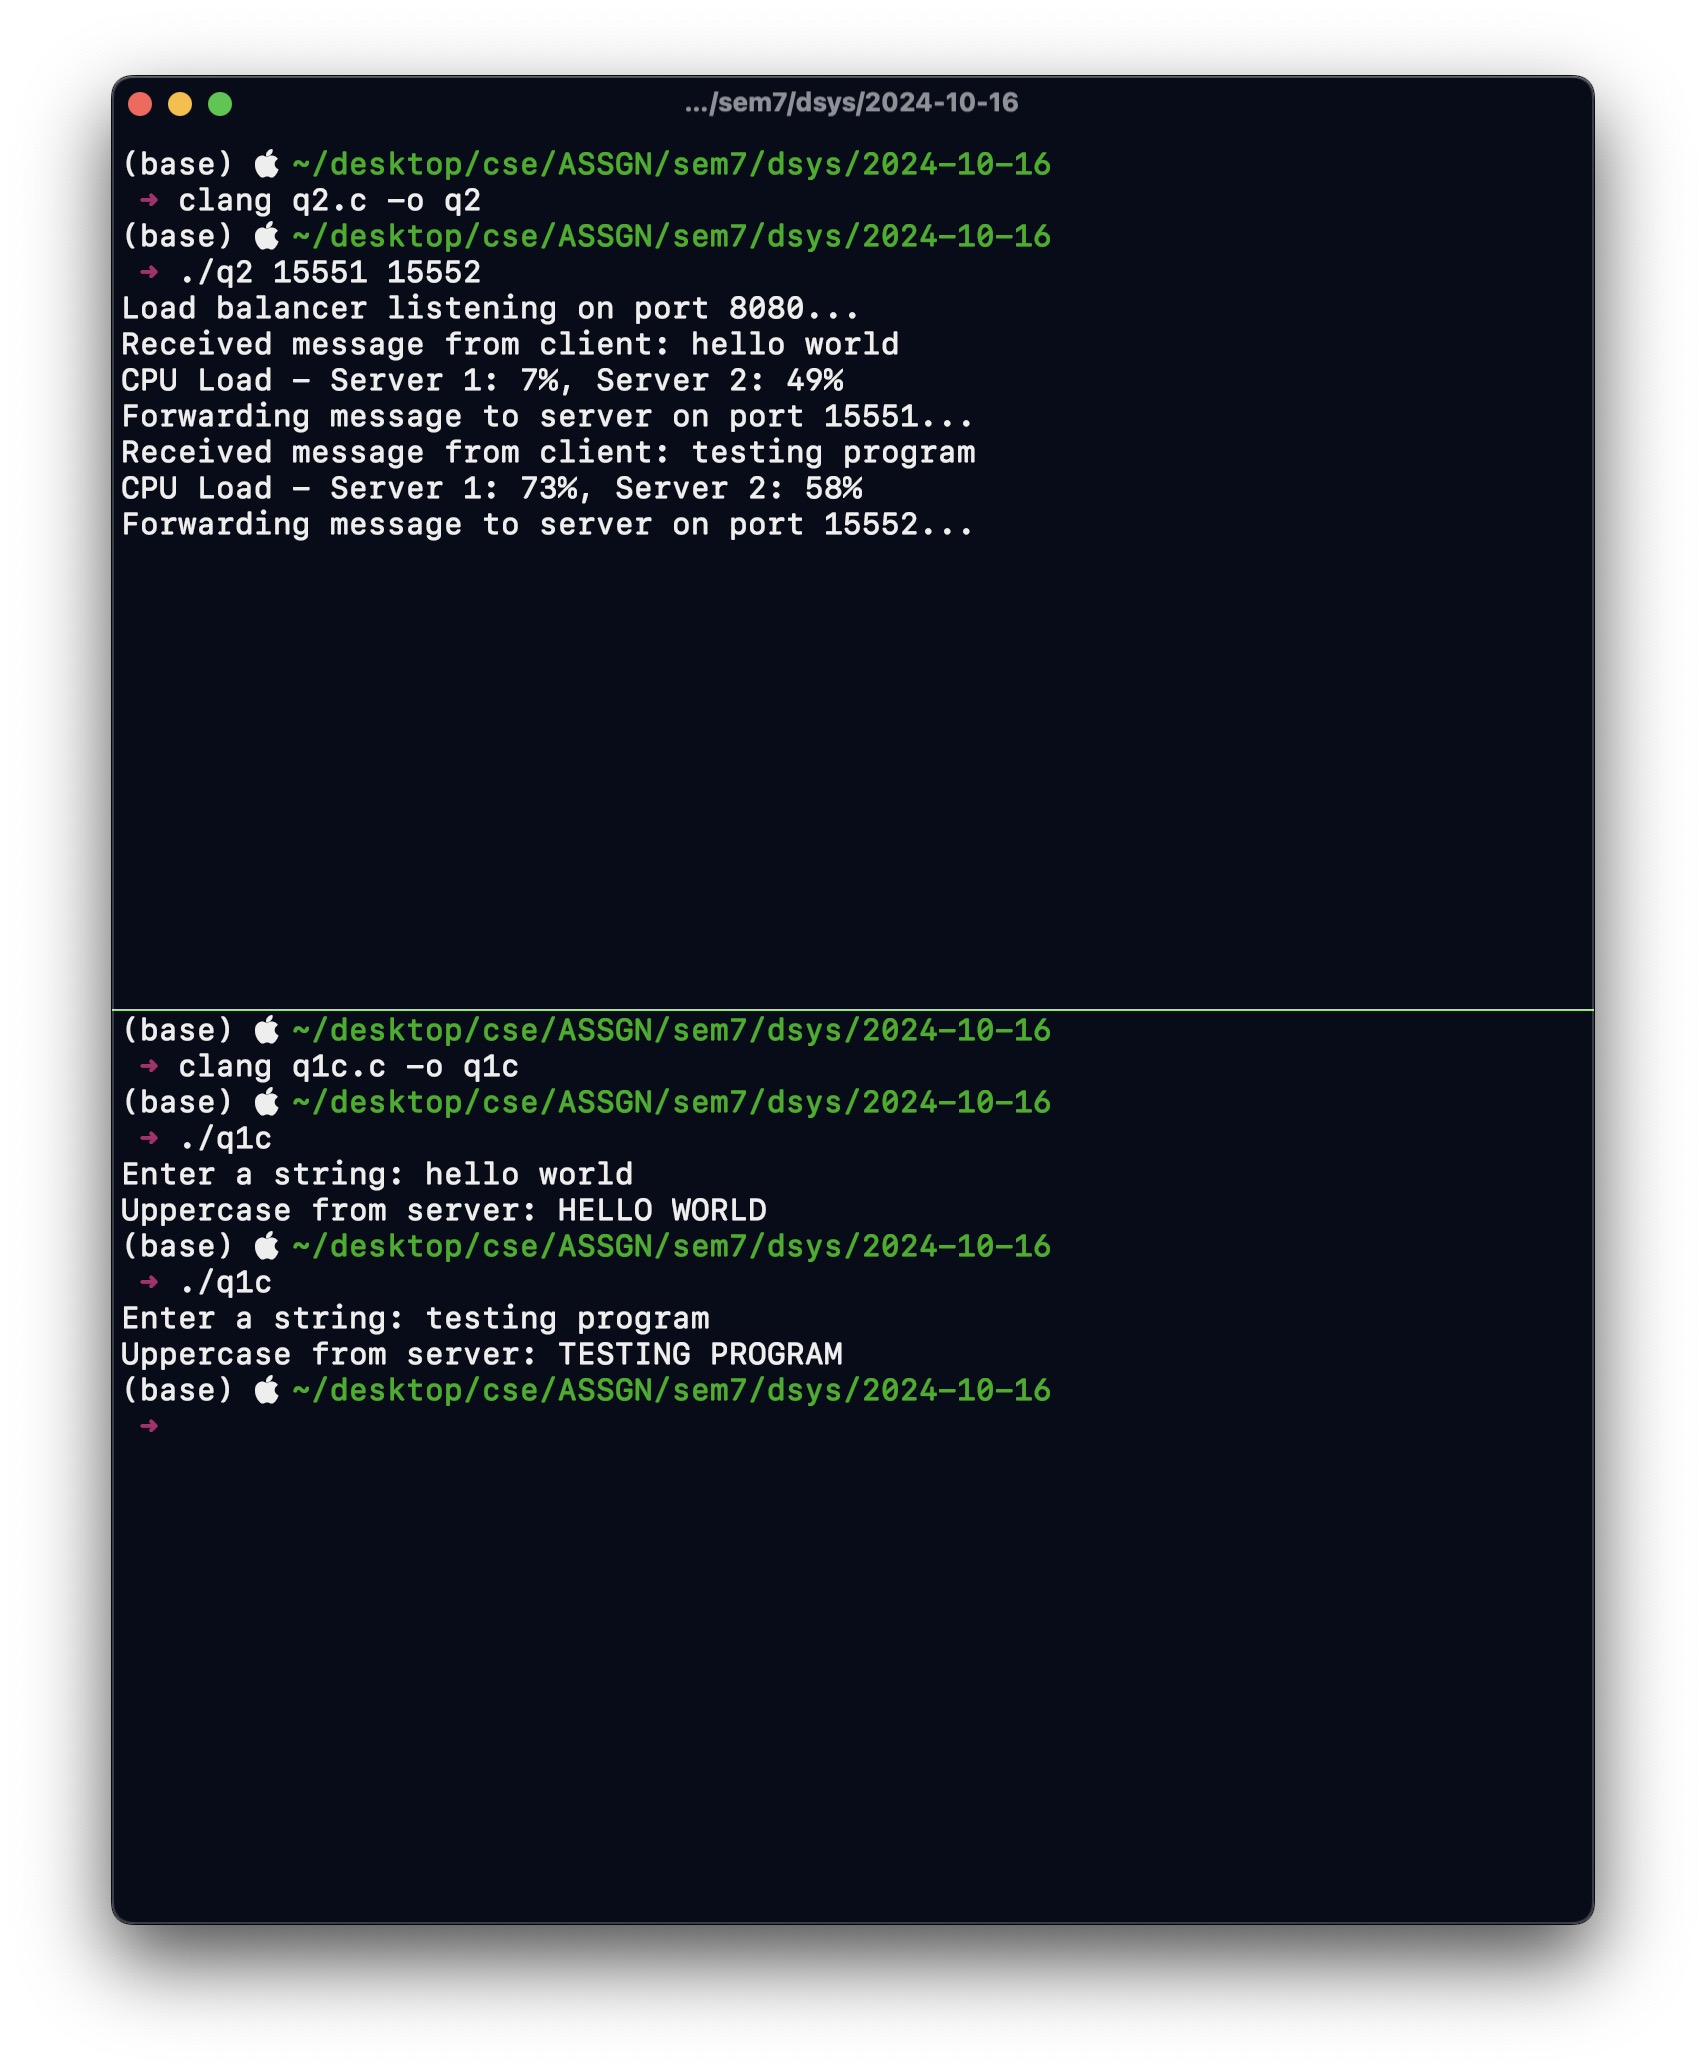 .../sem7/dsys/2024-10-16
(base)  ~/desktop/cse/ASSGN/sem7/dsys/2024-10-16
➜ clang q2.c -o q2
(base)  ~/desktop/cse/ASSGN/sem7/dsys/2024-10-16
➜ ./q2 15551 15552
Load balancer listening on port 8080...
Received message from client: hello world
CPU Load - Server 1: 7%, Server 2: 49%
Forwarding message to server on port 15551...
Received message from client: testing program
CPU Load - Server 1: 73%, Server 2: 58%
Forwarding message to server on port 15552...
(base)  ~/desktop/cse/ASSGN/sem7/dsys/2024-10-16
➜ clang q1c.c -o q1c
(base)  ~/desktop/cse/ASSGN/sem7/dsys/2024-10-16
➜ ./q1c
Enter a string: hello world
Uppercase from server: HELLO WORLD
(base)  ~/desktop/cse/ASSGN/sem7/dsys/2024-10-16
➜ ./q1c
Enter a string: testing program
Uppercase from server: TESTING PROGRAM
(base)  ~/desktop/cse/ASSGN/sem7/dsys/2024-10-16
➜